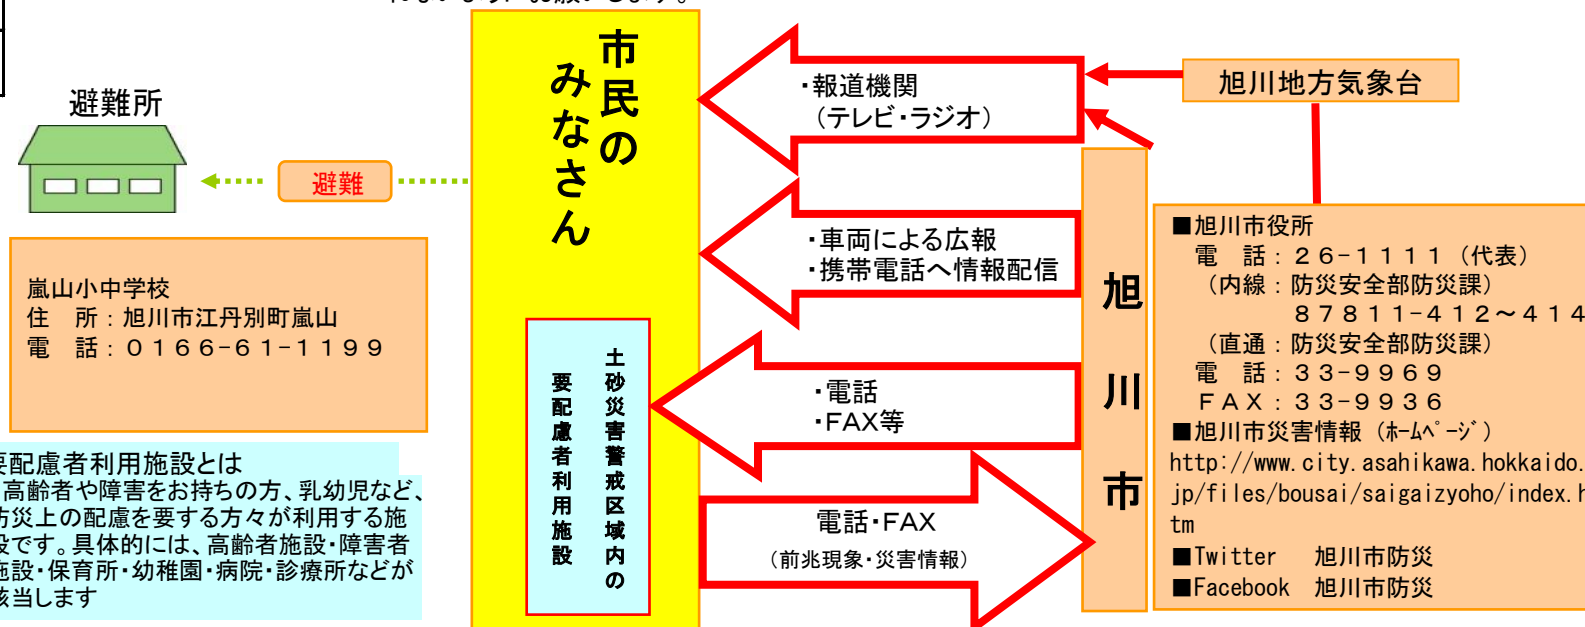 れないようにお願いします。
市民の
みなさん
避難所
避難
嵐山小中学校
住　所：旭川市江丹別町嵐山
電　話：０１６６-６１-１１９９
要配慮者利用施設とは
高齢者や障害をお持ちの方、乳幼児など、
防災上の配慮を要する方々が利用する施
設です。具体的には、高齢者施設・障害者
施設・保育所・幼稚園・病院・診療所などが
該当します
土砂災害警戒区域内の
要配慮者利用施設
・報道機関
（テレビ・ラジオ）
・車両による広報
・携帯電話へ情報配信
・電話
・FAX等
電話・FAX
（前兆現象・災害情報）
旭川市
旭川地方気象台
■旭川市役所
電　話：２６-１１１１（代表）
（内線：防災安全部防災課）
８７８１１-４１２～４１４
（直通：防災安全部防災課）
電　話：３３-９９６９
ＦＡＸ：３３-９９３６
■旭川市災害情報（ﾎｰﾑﾍﾟｰｼﾞ）
http://www.city.asahikawa.hokkaido.
jp/files/bousai/saigaizyoho/index.h
tm
■Twitter　旭川市防災
■Facebook　旭川市防災